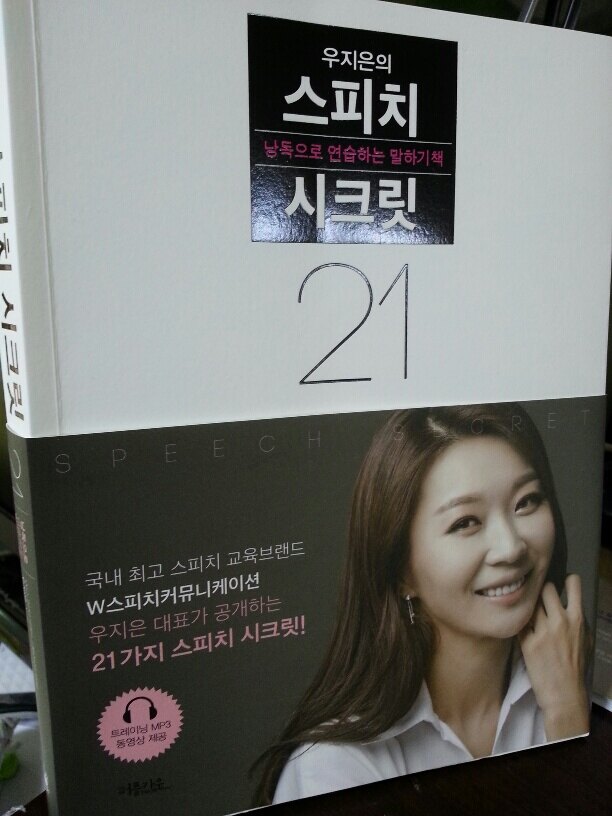 우지은의
스피치
낭독으로 연습하는 말하기책
시크릿
21
SPEECH SECRET
국내 최고 스피치 교육브랜드
W스피치커뮤니케이션
우지은 대표가 공개하는
21가지 스피치 시크릿!
트레이닝 MP3
동영상 제공
퍼플카우
스피치 시크릿 21